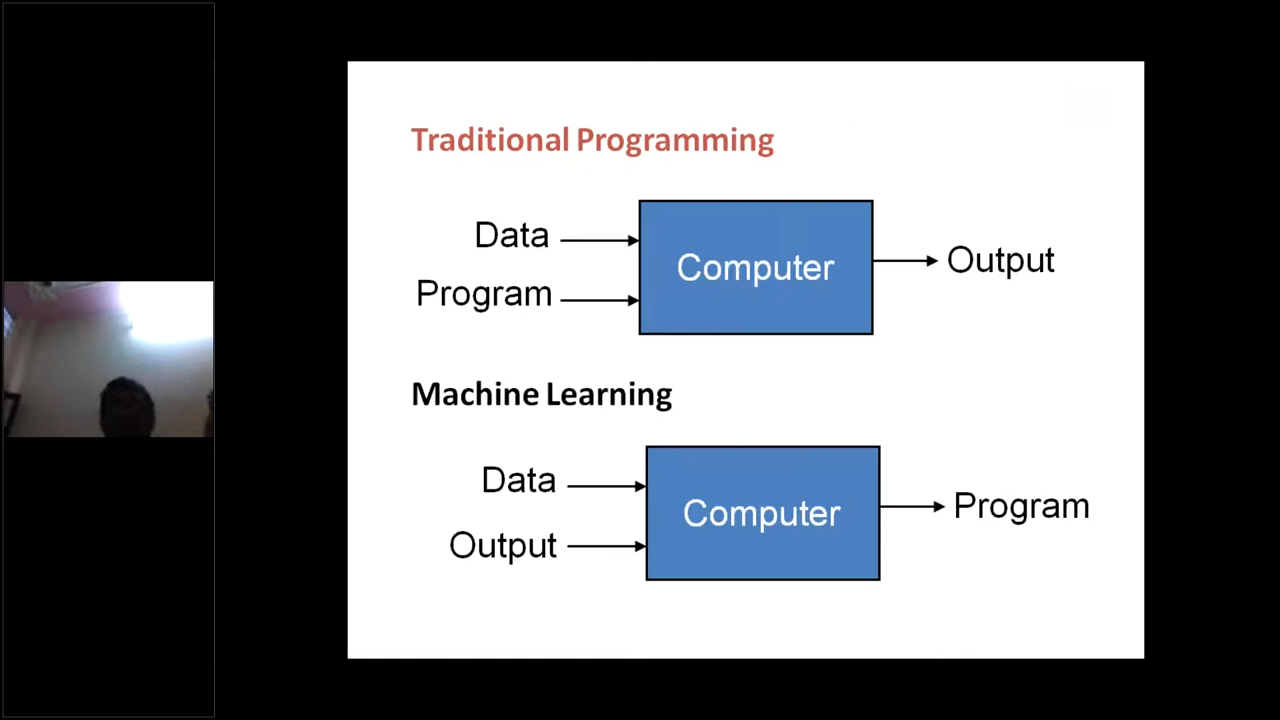 Traditional Programming
Data
Program
Computer
Output
Machine Learning
Data
Output
Computer
Program